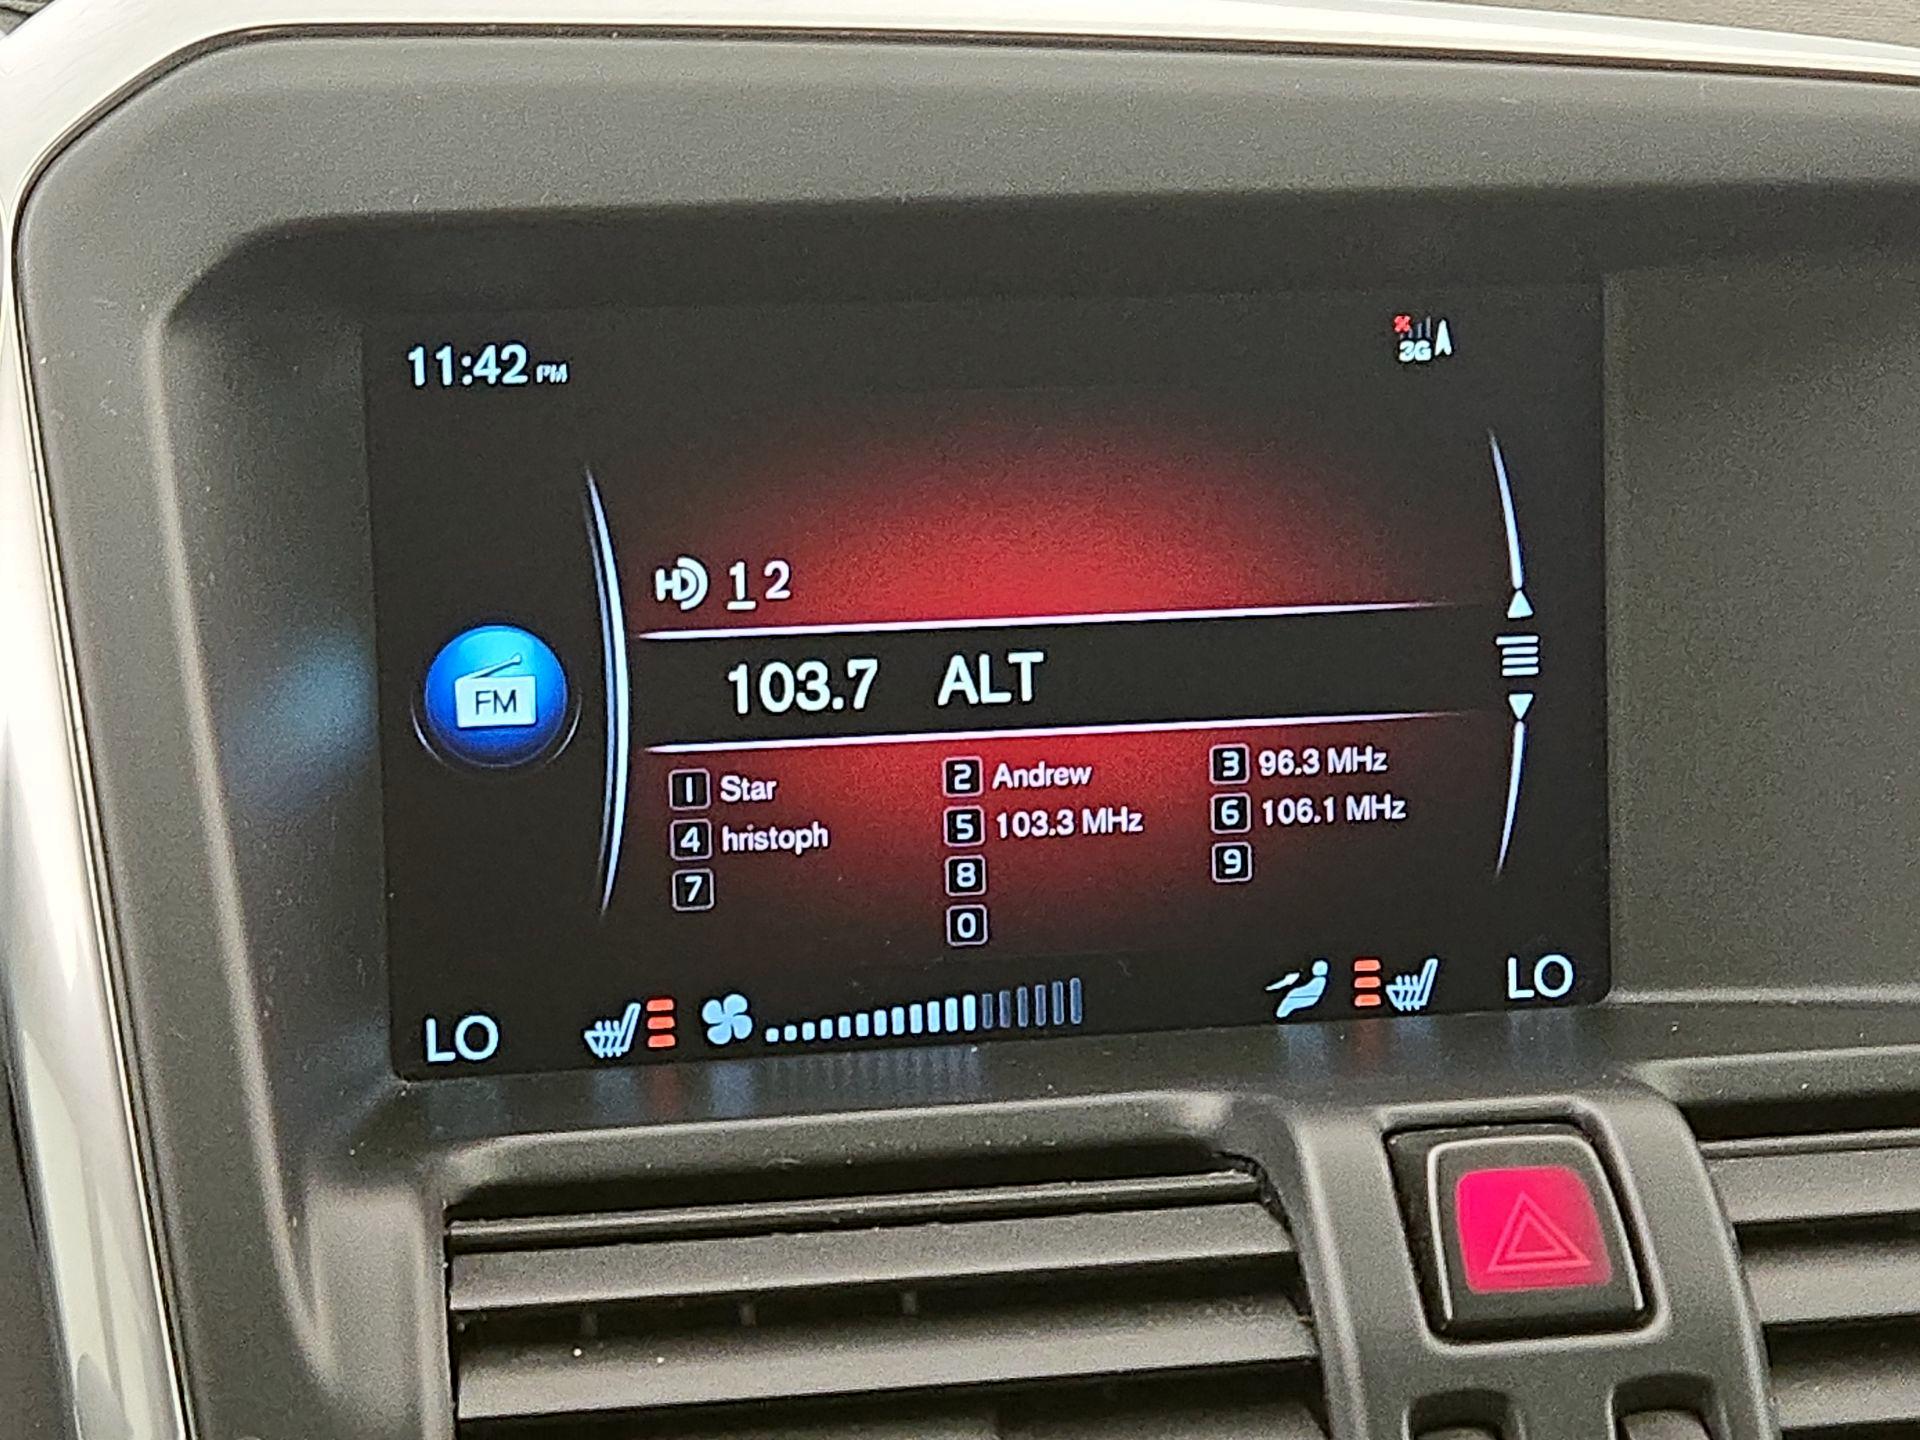 11:42 PM
3G
HD 1 2
FM
103.7 ALT
1 Star 2 Andrew 3 96.3 MHz
4 hristoph 5 103.3 MHz 6 106.1 MHz
7 8 9
0
LO LO